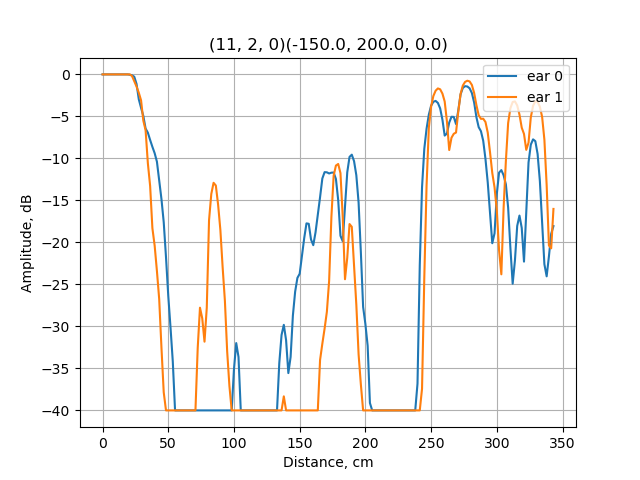 (11, 2, 0)(-150.0, 200.0, 0.0)
ear 0
ear 1
Amplitude, dB
0
−5
−10
−15
−20
−25
−30
−35
−40
0 50 100 150 200 250 300 350
Distance, cm